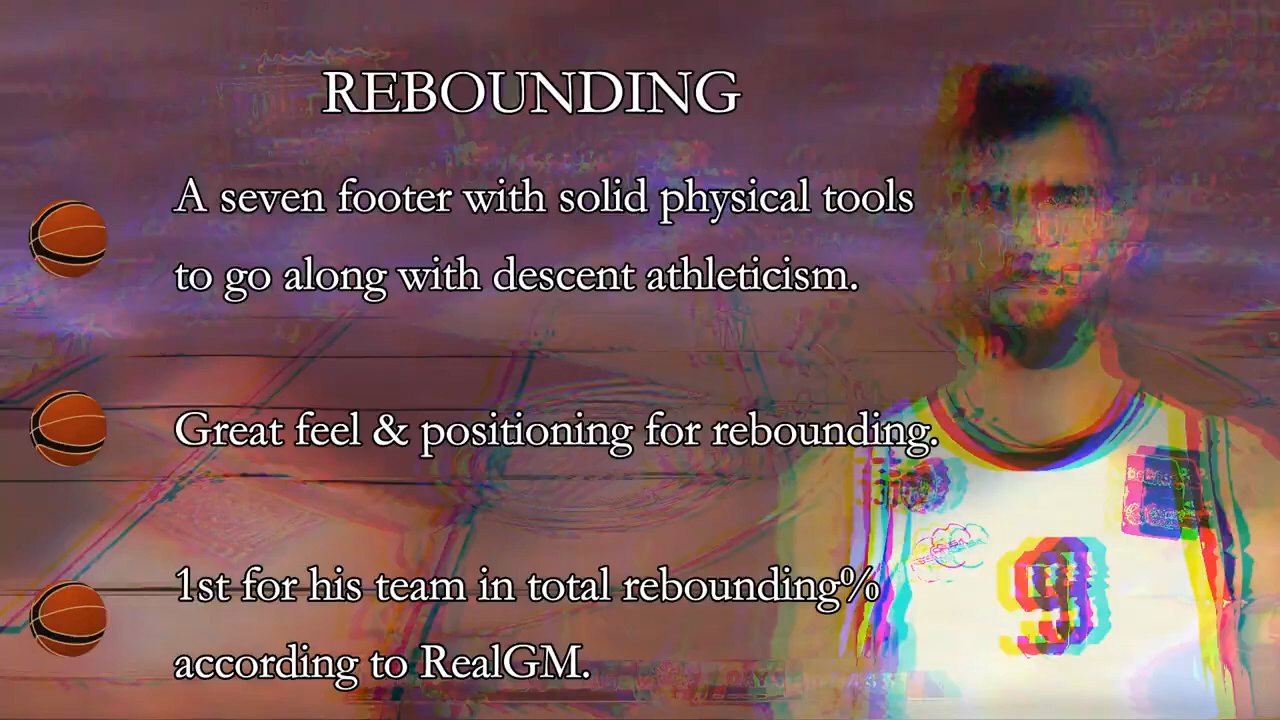 REBOUNDING
A seven footer with solid physical tools
to go along with descent athleticism.
Great feel & positioning for rebounding.
1st for his team in total rebounding%
according to RealGM.
9